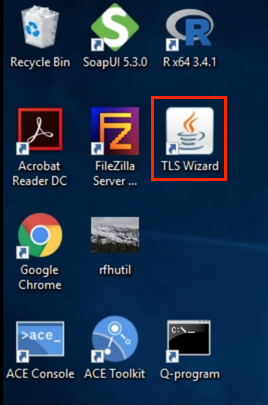 Recycle Bin
SoapUI 5.3.0
R x64 3.4.1
Acrobat
Reader DC
FileZilla
Server ...
TLS Wizard
Google
Chrome
rfhutil
>ace_
C:\_
ACE Console
ACE Toolkit
Q-program